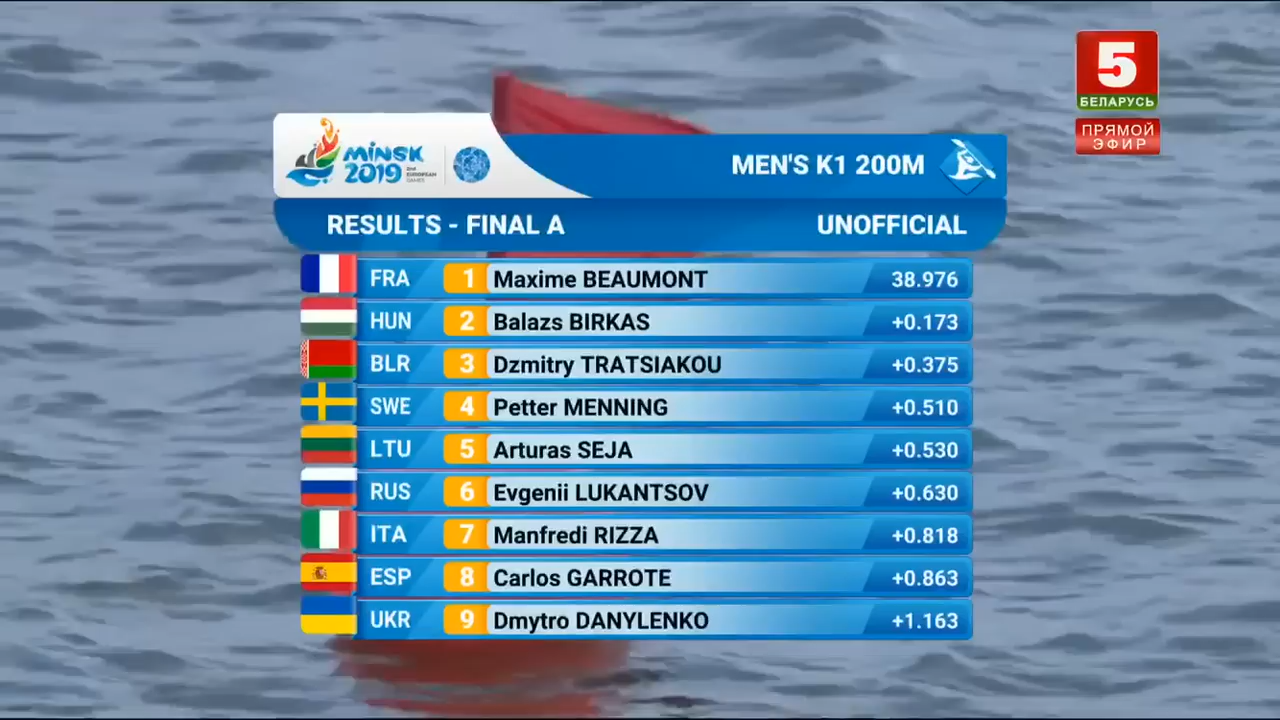 5
БЕЛАРУСЬ
ПРЯМОЙ
ЭФИР
MINSK
2019
2nd
EUROPEAN
GAMES
MEN'S K1 200M
RESULTS - FINAL A UNOFFICIAL
FRA 1 Maxime BEAUMONT 38.976
HUN 2 Balazs BIRKAS +0.173
BLR 3 Dzmitry TRATSIAKOU +0.375
SWE 4 Petter MENNING +0.510
LTU 5 Arturas SEJA +0.530
RUS 6 Evgenii LUKANTSOV +0.630
ITA 7 Manfredi RIZZA +0.818
ESP 8 Carlos GARROTE +0.863
UKR 9 Dmytro DANYLENKO +1.163